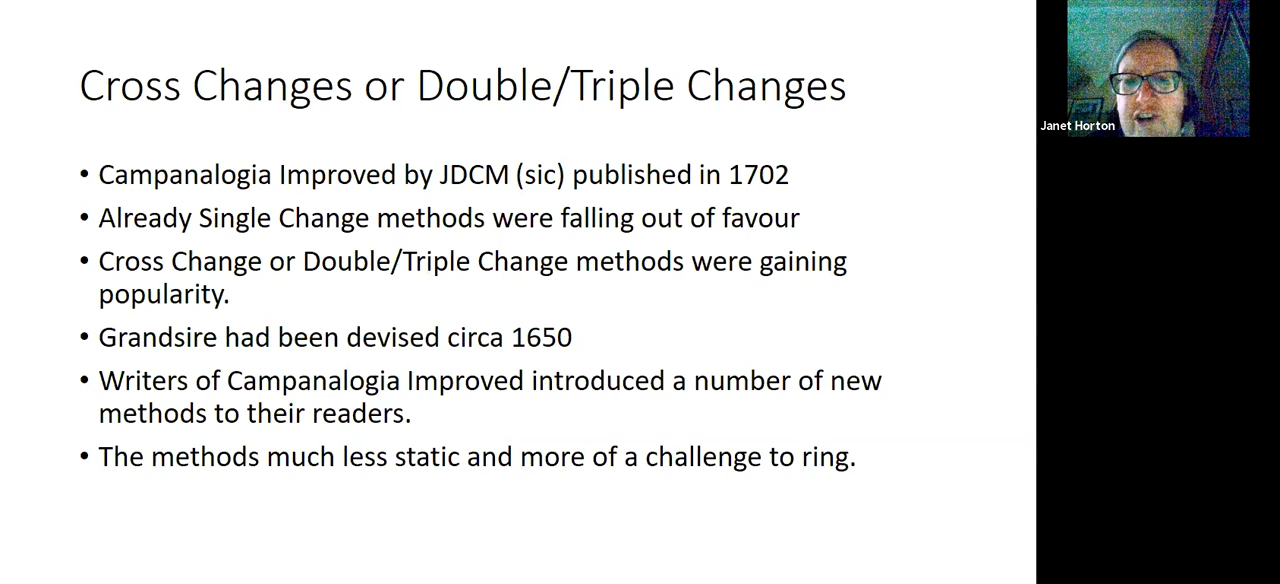 Cross Changes or Double/Triple Changes
• Campanalogia Improved by JDCM (sic) published in 1702
• Already Single Change methods were falling out of favour
• Cross Change or Double/Triple Change methods were gaining
popularity.
• Grandsire had been devised circa 1650
• Writers of Campanalogia Improved introduced a number of new
methods to their readers.
• The methods much less static and more of a challenge to ring.
Janet Horton